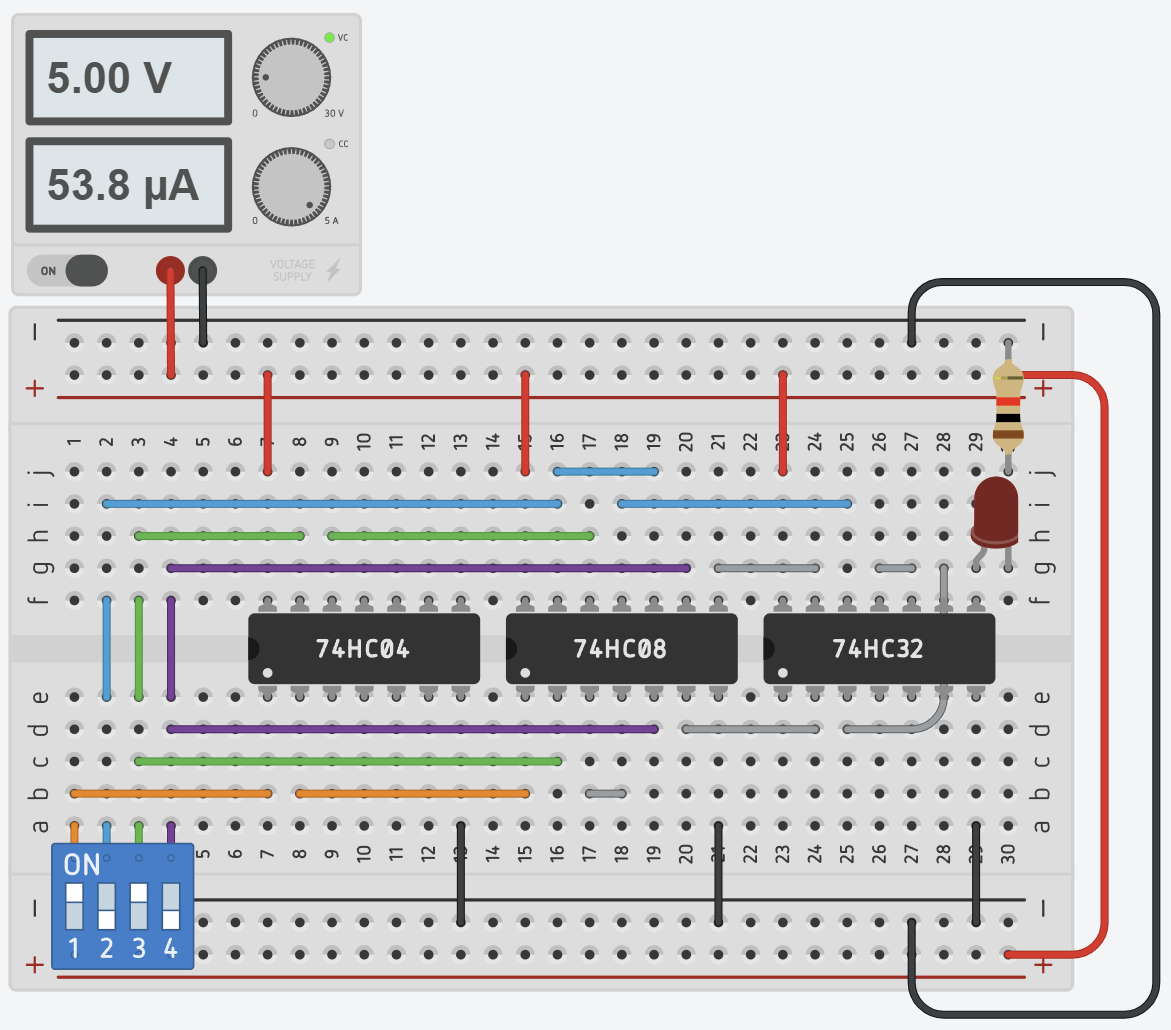 5.00 V
VC
0 30 V
53.8 µA
CC
0 5 A
ON
VOLTAGE
SUPPLY
− −
+ +
1 2 3 4 5 6 7 8 9 10 11 12 13 14 15 16 17 18 19 20 21 22 23 24 25 26 27 28 29
j j
i i
h h
g g
f f
74HC04 74HC08 74HC32
e e
d d
c c
b b
a a
5 6 7 8 9 10 11 12 13 14 15 16 17 18 19 20 21 22 23 24 25 26 27 28 29 30
ON
− −
1 2 3 4
+ +